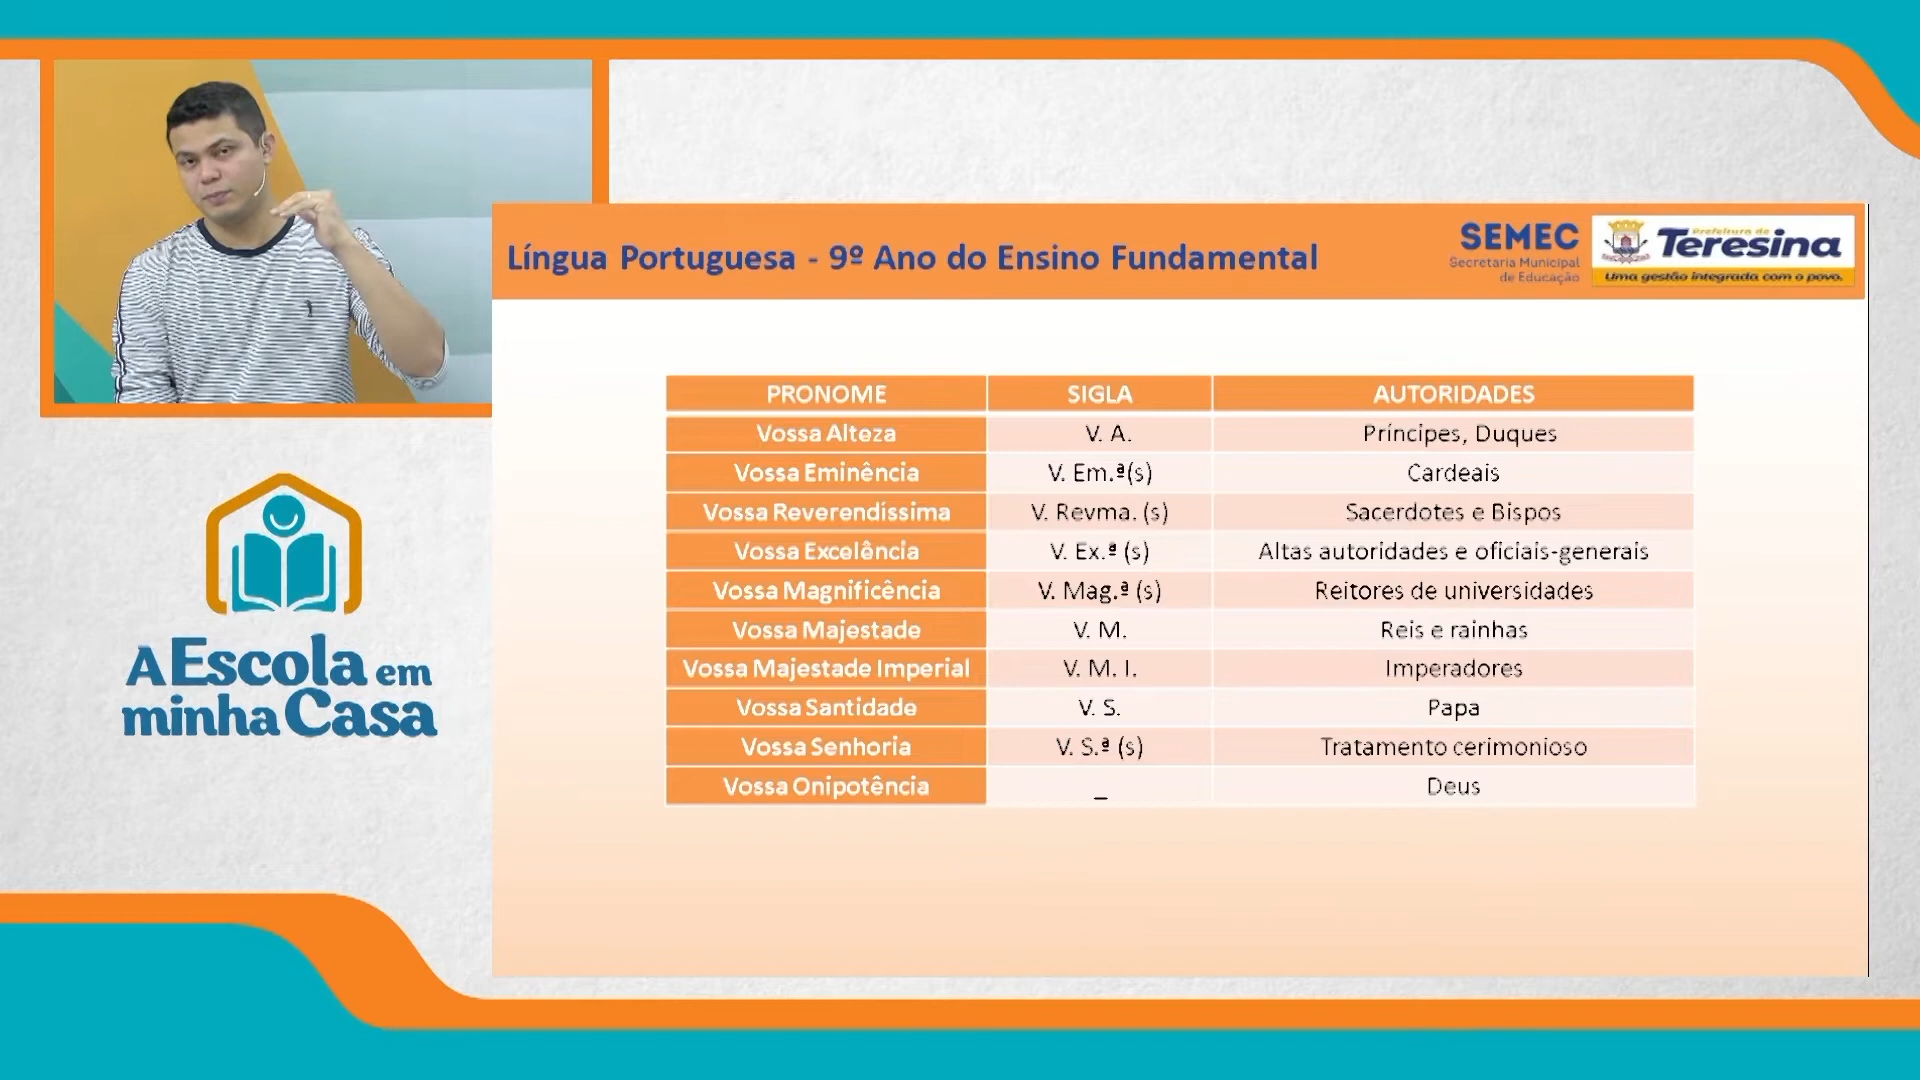 Língua Portuguesa - 9º Ano do Ensino Fundamental
SEMEC
Secretaria Municipal
de Educação
Prefeitura de
Teresina
Uma gestão integrada com o povo.
PRONOME SIGLA AUTORIDADES
Vossa Alteza V. A. Príncipes, Duques
Vossa Eminência V. Em.ª(s) Cardeais
Vossa Reverendíssima V. Revma. (s) Sacerdotes e Bispos
Vossa Excelência V. Ex.ª (s) Altas autoridades e oficiais-generais
Vossa Magnificência V. Mag.ª (s) Reitores de universidades
Vossa Majestade V. M. Reis e rainhas
Vossa Majestade Imperial V. M. I. Imperadores
Vossa Santidade V. S. Papa
Vossa Senhoria V. S.ª (s) Tratamento cerimonioso
Vossa Onipotência _ Deus
A Escola em
minha Casa